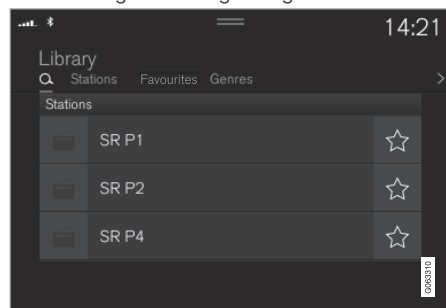 14:21
Library
Stations Favourites Genres
Stations
SR P1
SR P2
SR P4
G063310